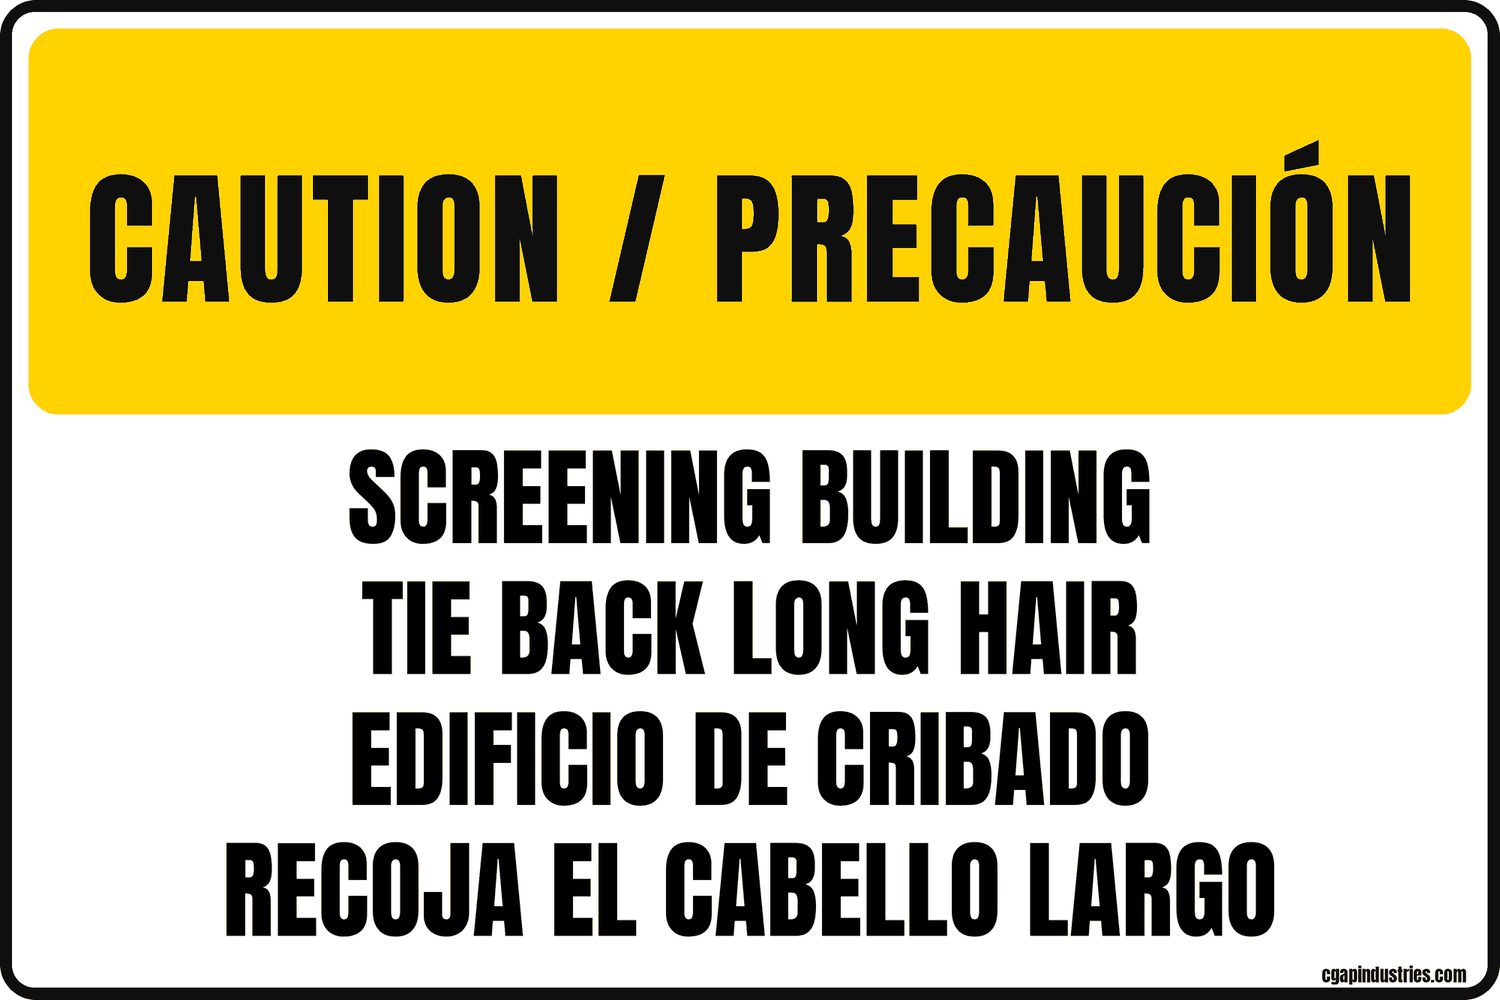 CAUTION / PRECAUCIÓN
SCREENING BUILDING
TIE BACK LONG HAIR
EDIFICIO DE CRIBADO
RECOJA EL CABELLO LARGO
cgapindustries.com